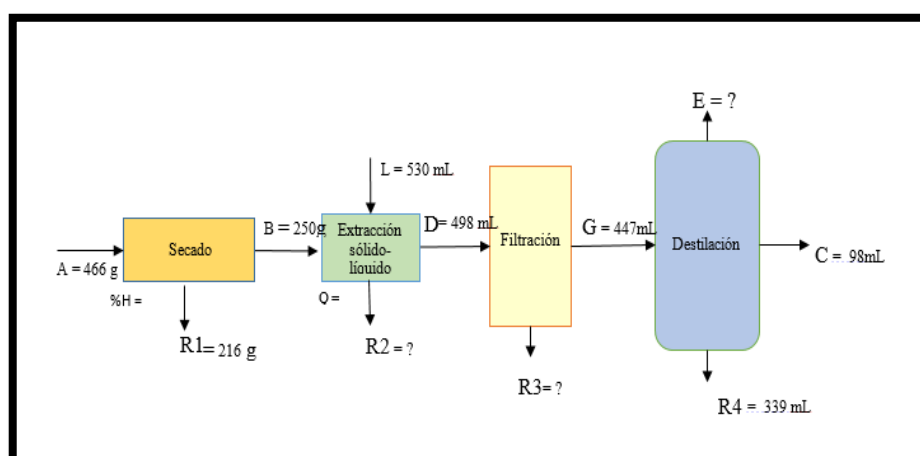 E = ?
L = 530 mL
Secado
B = 250g
Extracción
sólido-
líquido
D= 498 mL
Filtración
G = 447mL
Destilación
A = 466 g
C = 98mL
%H =
Q =
R1= 216 g
R2 = ?
R3= ?
R4 = 339 mL